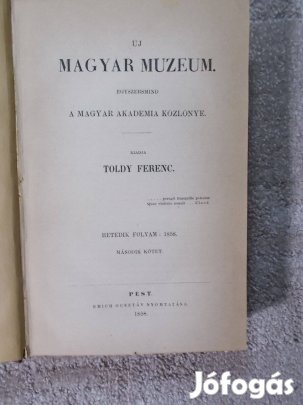 ÚJ
MAGYAR MUZEUM.
EGYSZERSMIND
A MAGYAR AKADEMIA KÖZLÖNYE.
KIADJA
TOLDY FERENC.
HETEDIK FOLYAM: 1858.
MÁSODIK KÖTET.
PEST
EMICH GUSZTÁV NYOMTATÁSA.
1858.
Jófogás